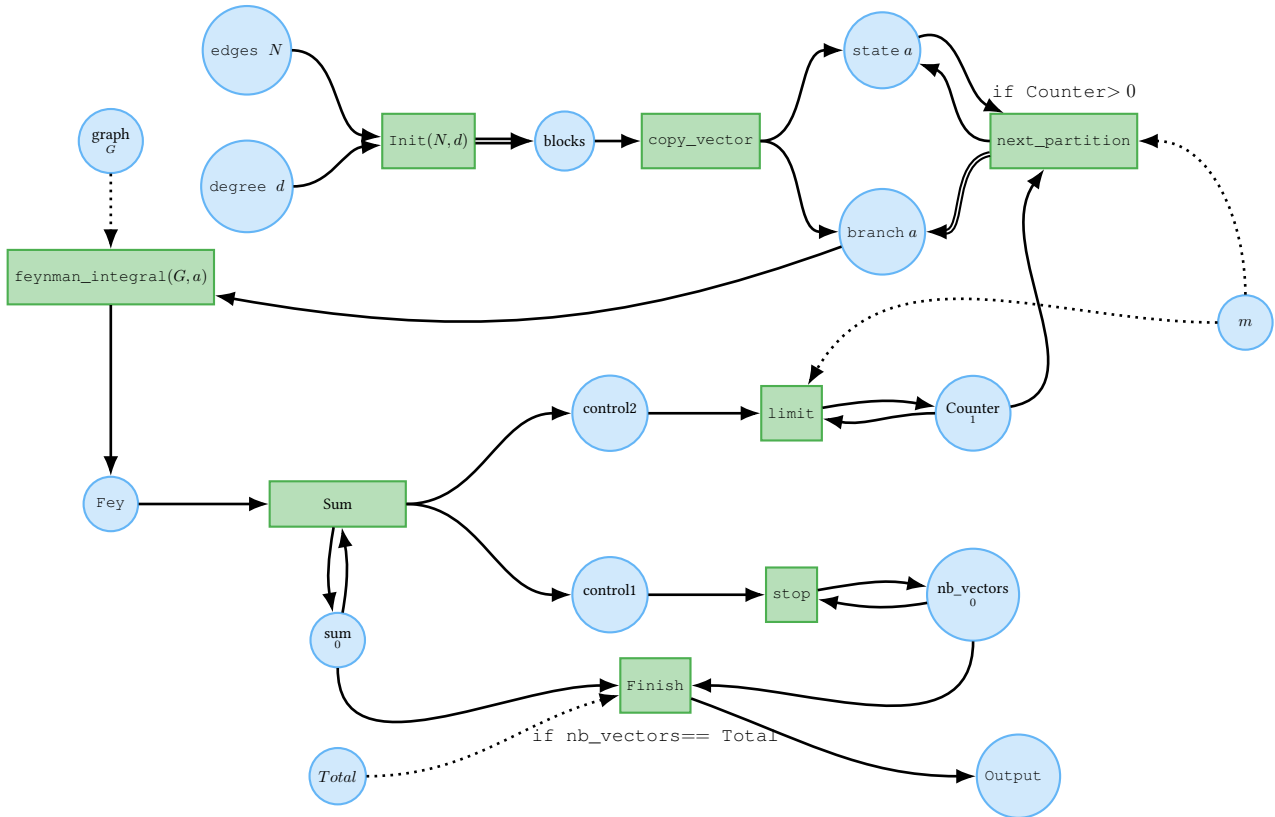 edges N
state a
if Counter> 0
graph
G
Init(N, d)
blocks
copy_vector
next_partition
degree d
branch a
feynman_integral(G, a)
m
control2
limit
Counter
1
Fey
Sum
control1
stop
nb_vectors
0
sum
0
Finish
if nb_vectors== Total
Total
Output